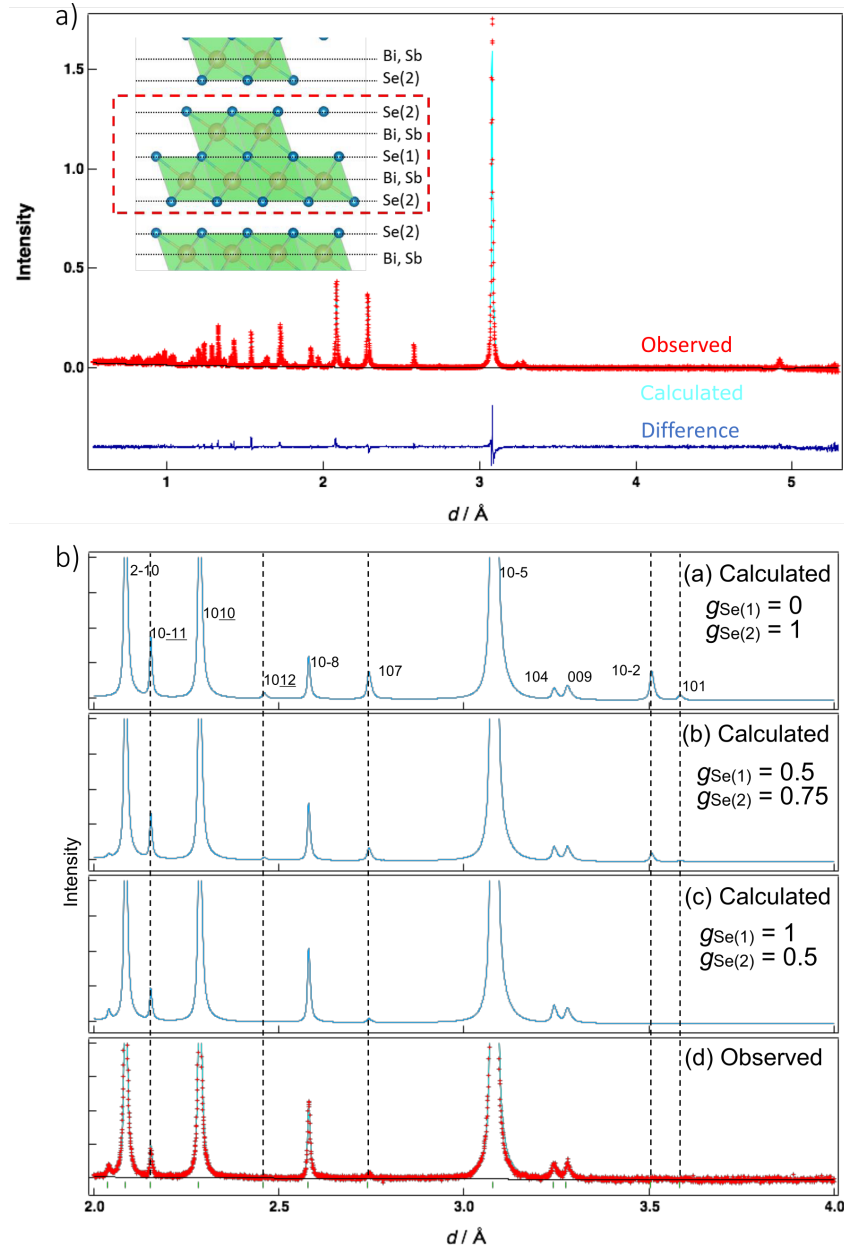 a)
Bi, Sb
Se(2)
Se(2)
Bi, Sb
Se(1)
Bi, Sb
Se(2)
Se(2)
Bi, Sb
Intensity
1.5
1.0
0.5
0.0
Observed
Calculated
Difference
1 2 3 4 5
d / Å
b)
2-10
10-11
1010
1012
10-8
107
10-5
104
009
10-2
101
(a) Calculated
gSe(1) = 0
gSe(2) = 1
(b) Calculated
gSe(1) = 0.5
gSe(2) = 0.75
Intensity
(c) Calculated
gSe(1) = 1
gSe(2) = 0.5
(d) Observed
2.0 2.5 3.0 3.5 4.0
d / Å